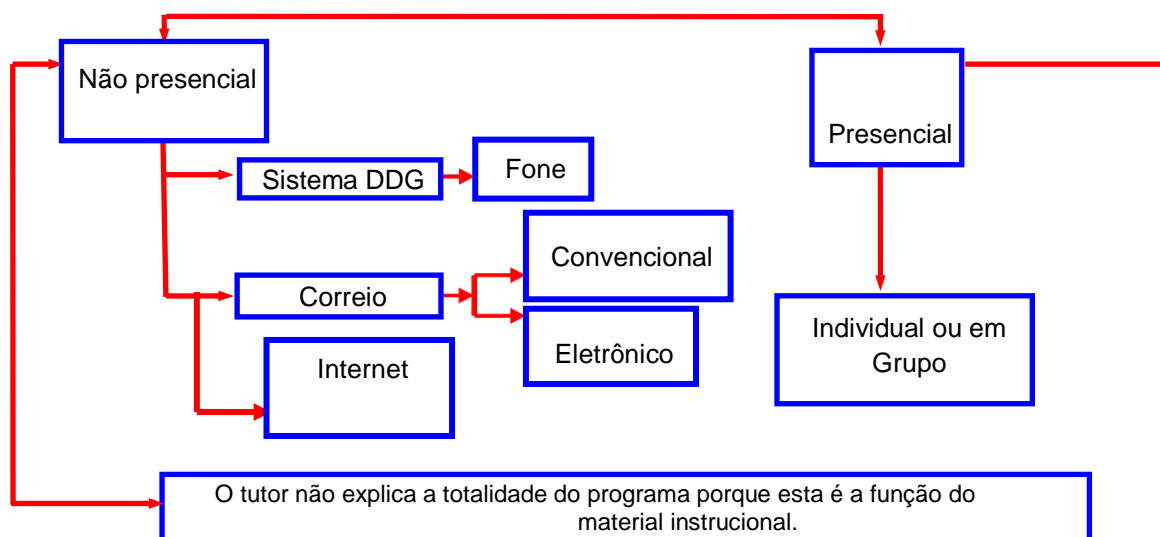 Não presencial
Presencial
Sistema DDG
Fone
Convencional
Correio
Eletrônico
Internet
Individual ou em
Grupo
O tutor não explica a totalidade do programa porque esta é a função do
material instrucional.